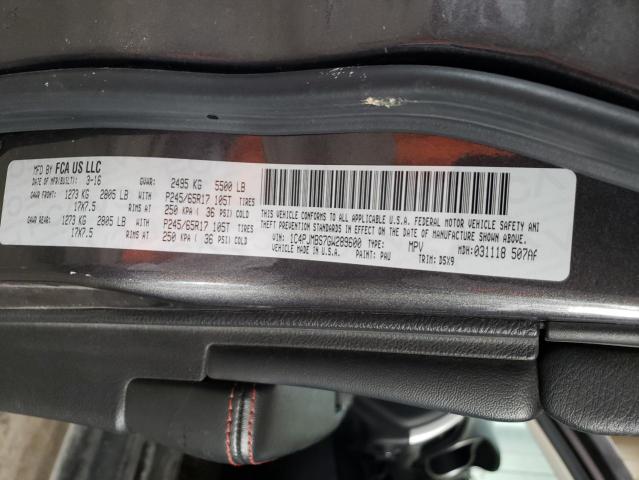 MFD BY FCA US LLC
DATE OF MFR(BUILT): 3-16 GVWR: 2495 KG 5500 LB
GAWR FRONT: 1273 KG 2805 LB WITH P245/65R17 105T TIRES
17X7.5 RIMS AT 250 KPA ( 36 PSI) COLD
GAWR REAR: 1273 KG 2805 LB WITH P245/65R17 105T TIRES
17X7.5 RIMS AT 250 KPA ( 36 PSI) COLD
THIS VEHICLE CONFORMS TO ALL APPLICABLE U.S.A. FEDERAL MOTOR VEHICLE SAFETY, BUMPER, AND
THEFT PREVENTION STANDARDS IN EFFECT ON THE DATE OF MANUFACTURE SHOWN ABOVE.
VIN: 1C4PJMBS7GW289600 TYPE: MPV MDH:031118 507AA
VEHICLE MADE IN U.S.A. PAINT: PAU TRIM: D5X9